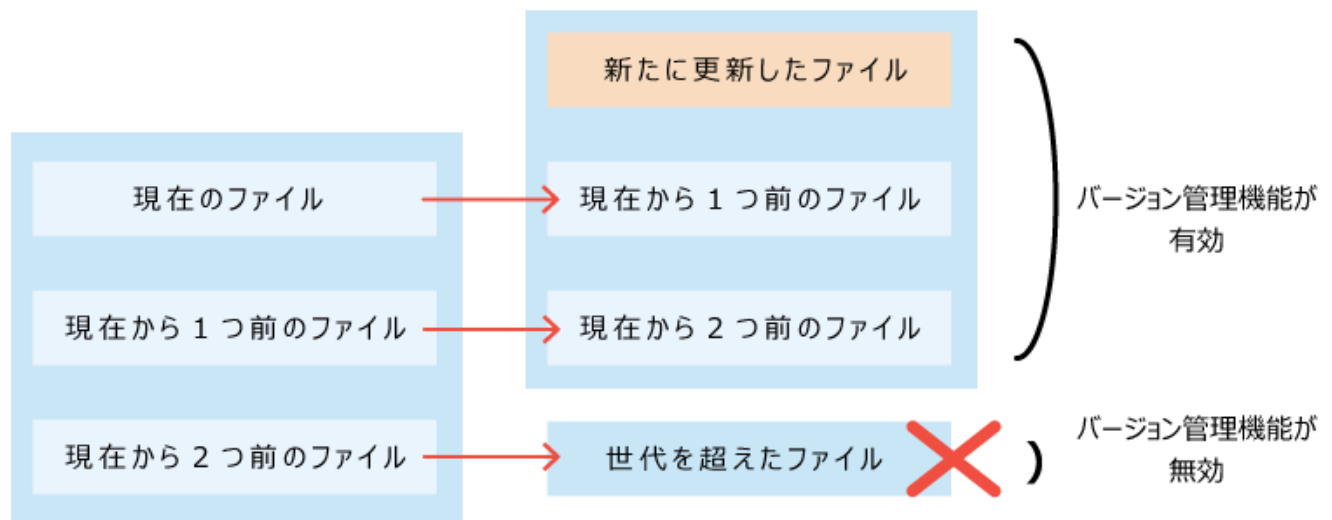 新たに更新したファイル
現在のファイル
現在から1つ前のファイル
バージョン管理機能が
有効
現在から1つ前のファイル
現在から2つ前のファイル
現在から2つ前のファイル
世代を超えたファイル
バージョン管理機能が
無効